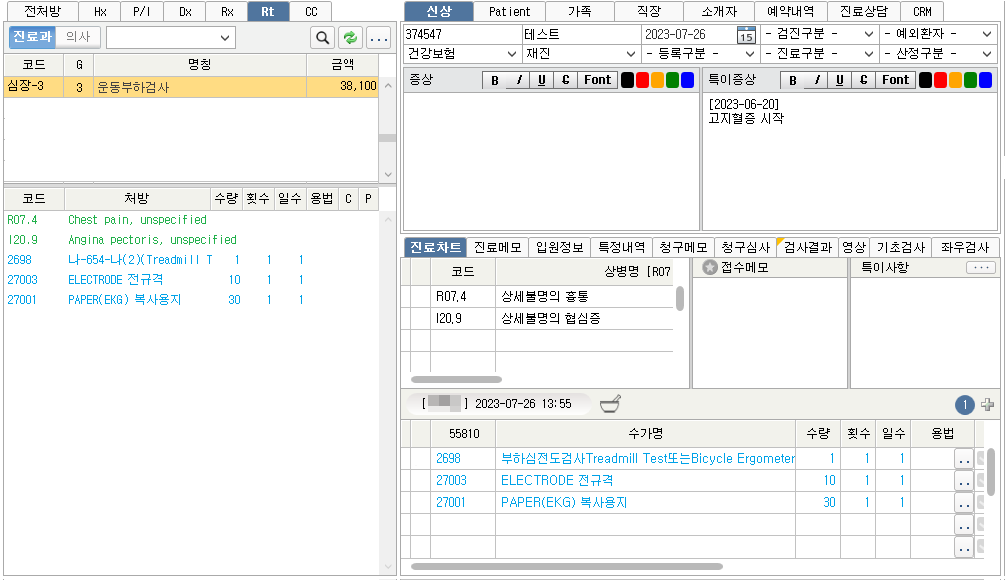 전처방 Hx P/I Dx Rx Rt CC
진료과 의사
코드 G 명칭 금액
심장-3 3 운동부하검사 38,100
코드 처방 수량 횟수 일수 용법 C P
R07.4 Chest pain, unspecified
I20.9 Angina pectoris, unspecified
2698 나-654-나(2)(Treadmill T 1 1 1
27003 ELECTRODE 전규격 10 1 1
27001 PAPER(EKG) 복사용지 30 1 1
신상 Patient 가족 직장 소개자 예약내역 진료상담 CRM
374547 테스트 2023-07-26 15 - 검진구분 - - 예외환자 -
건강보험 재진 - 등록구분 - - 진료구분 - - 산정구분 -
증상 B I U C Font
특이증상 B I U C Font
[2023-06-20]
고지혈증 시작
진료차트 진료메모 입원정보 특정내역 청구메모 청구심사 검사결과 영상 기초검사 좌우검사
코드 상병명 [R07
R07.4 상세불명의 흉통
I20.9 상세불명의 협심증
접수메모
특이사항 ...
[ ] 2023-07-26 13:55 1
55810 수가명 수량 횟수 일수 용법
2698 부하심전도검사Treadmill Test또는Bicycle Ergometer 1 1 1 ..
27003 ELECTRODE 전규격 10 1 1 ..
27001 PAPER(EKG) 복사용지 30 1 1 ..
..
..